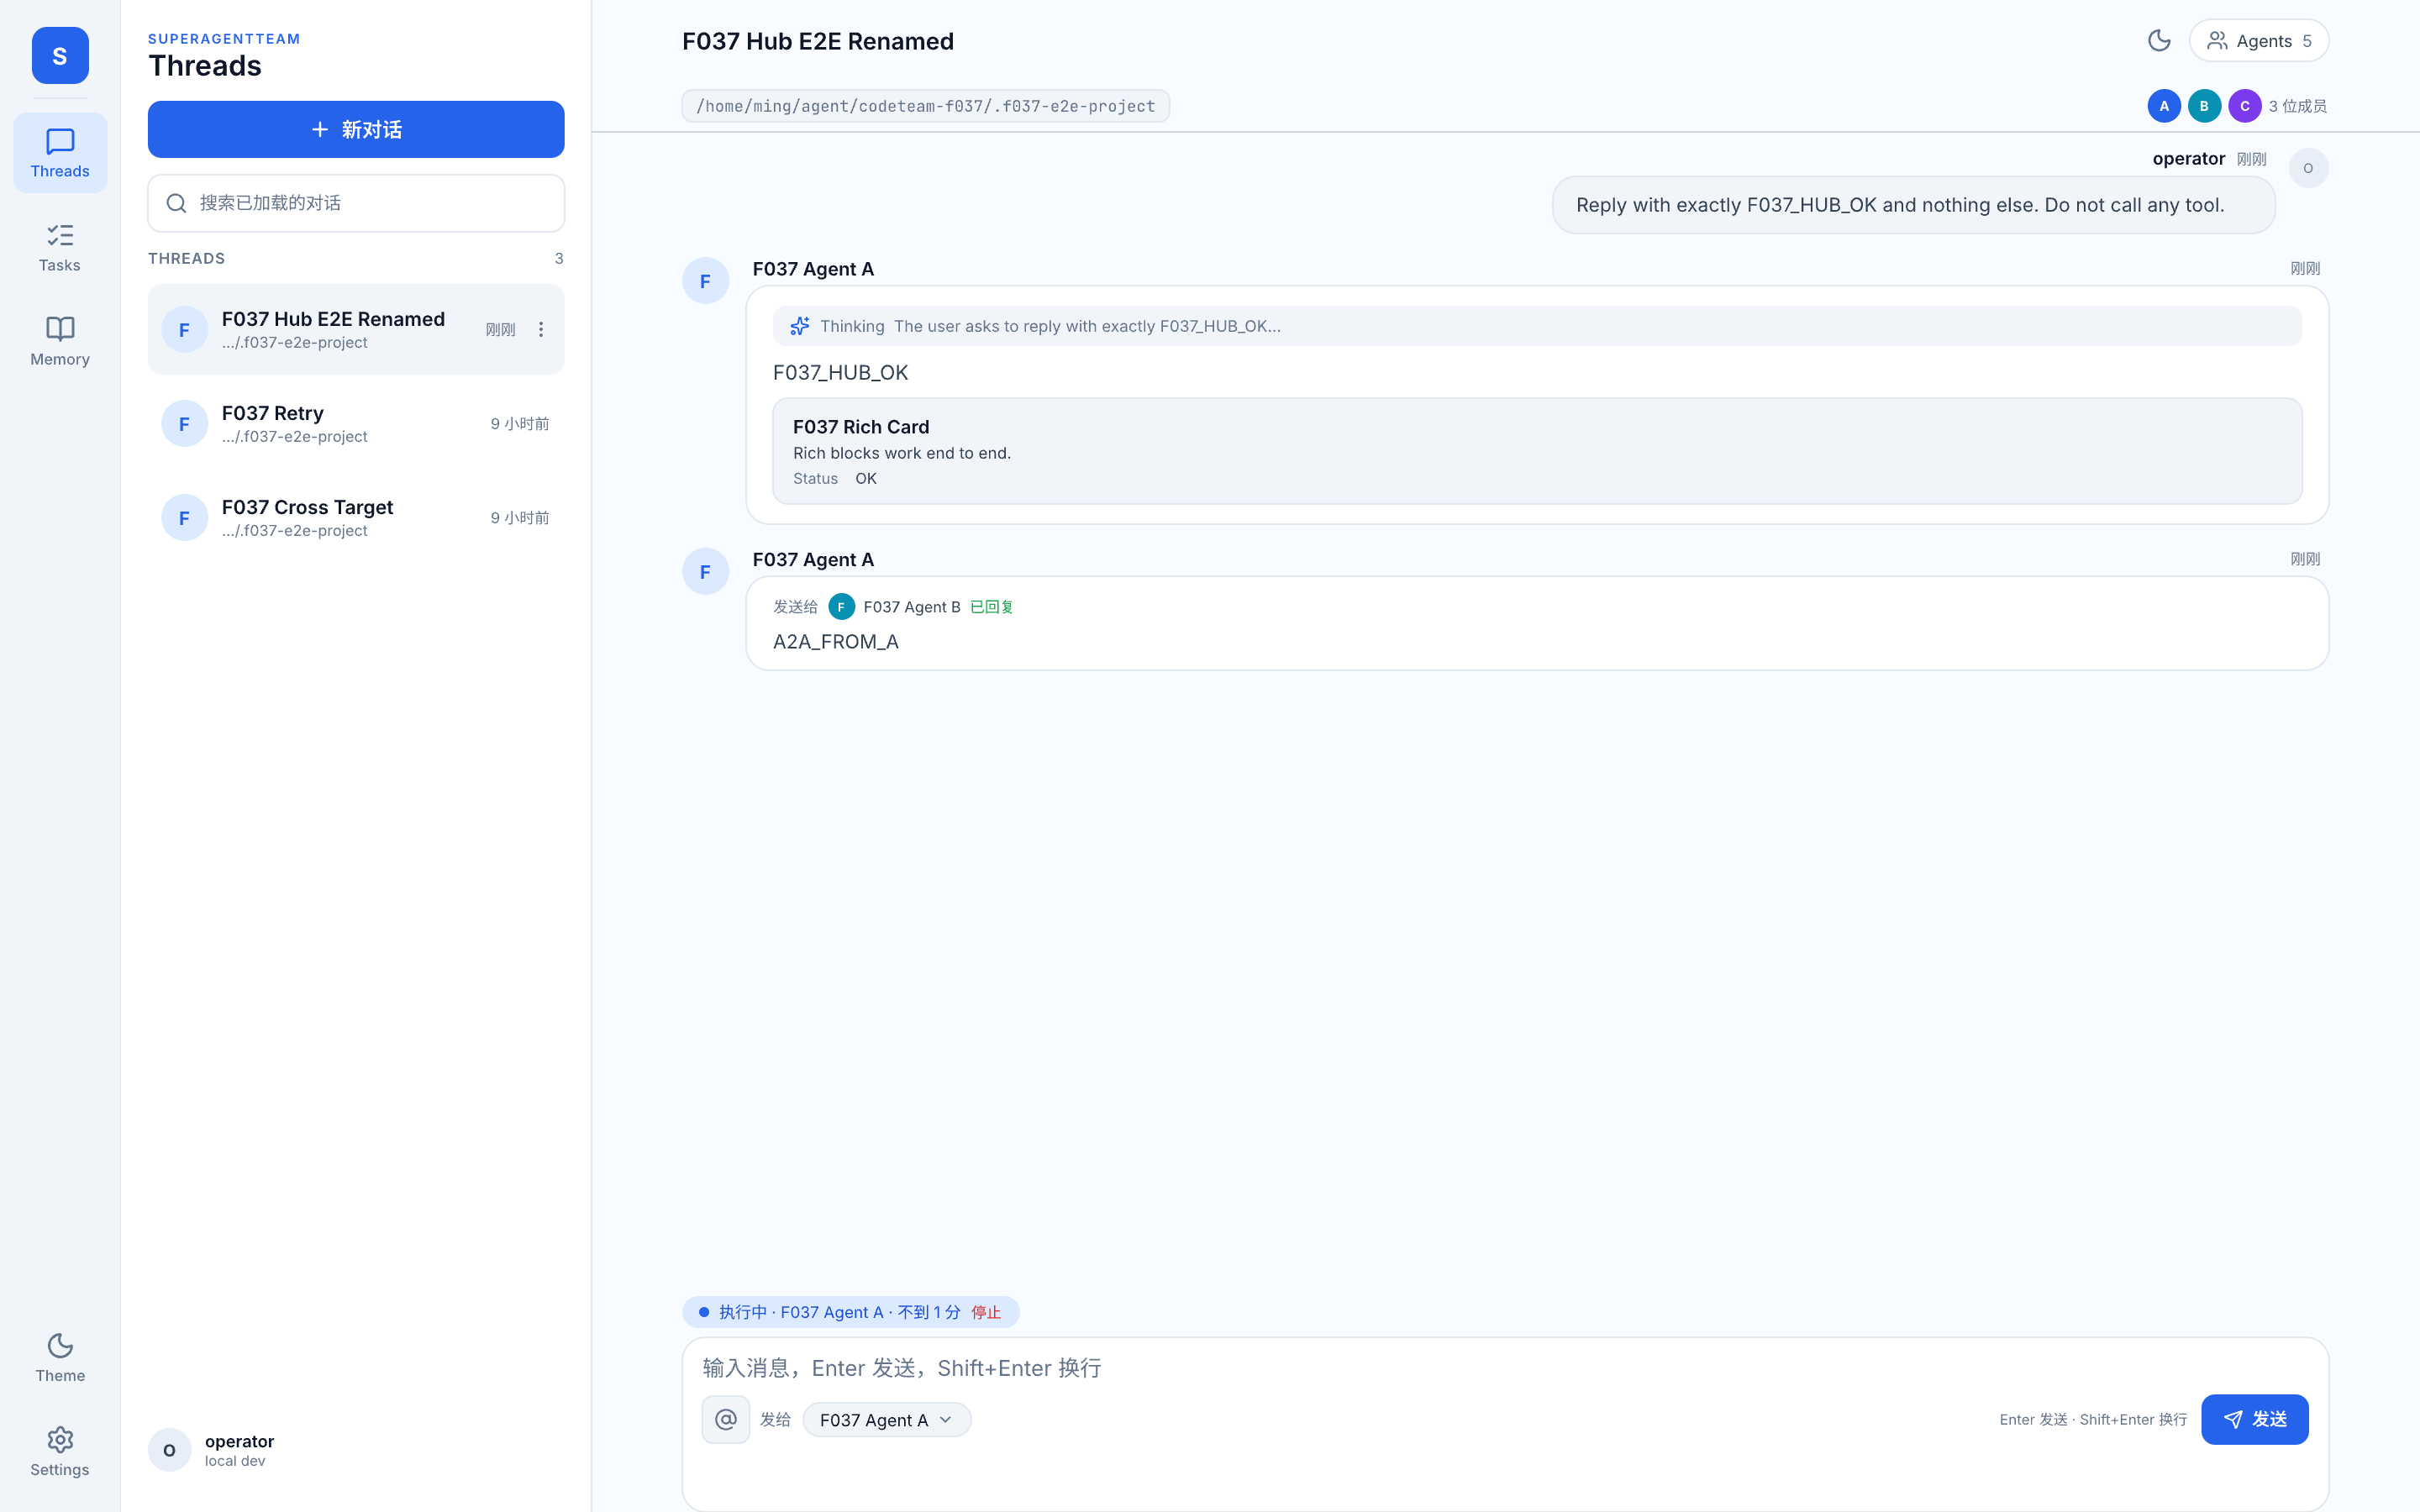 S
Threads
Tasks
Memory
Theme
Settings
SUPERAGENTTEAM
Threads
新对话
搜索已加载的对话
THREADS 3
F
F037 Hub E2E Renamed
.../.f037-e2e-project
刚刚
F
F037 Retry
.../.f037-e2e-project
9 小时前
F
F037 Cross Target
.../.f037-e2e-project
9 小时前
O
operator
local dev
F037 Hub E2E Renamed
Agents 5
/home/ming/agent/codeteam-f037/.f037-e2e-project
A B C 3 位成员
operator 刚刚
O
Reply with exactly F037_HUB_OK and nothing else. Do not call any tool.
F
F037 Agent A 刚刚
Thinking The user asks to reply with exactly F037_HUB_OK...
F037_HUB_OK
F037 Rich Card
Rich blocks work end to end.
Status OK
F
F037 Agent A 刚刚
发送给 F F037 Agent B 已回复
A2A_FROM_A
执行中 · F037 Agent A · 不到 1 分 停止
输入消息，Enter 发送，Shift+Enter 换行
@ 发给 F037 Agent A
Enter 发送 · Shift+Enter 换行
发送